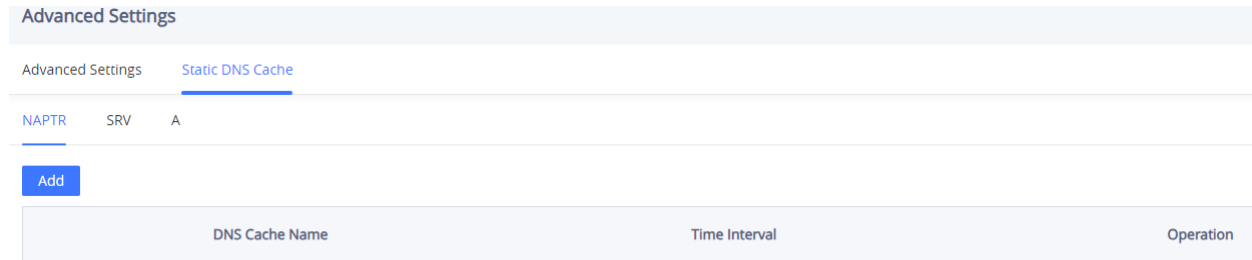 Advanced Settings
Advanced Settings Static DNS Cache
NAPTR SRV A
Add
DNS Cache Name Time Interval Operation